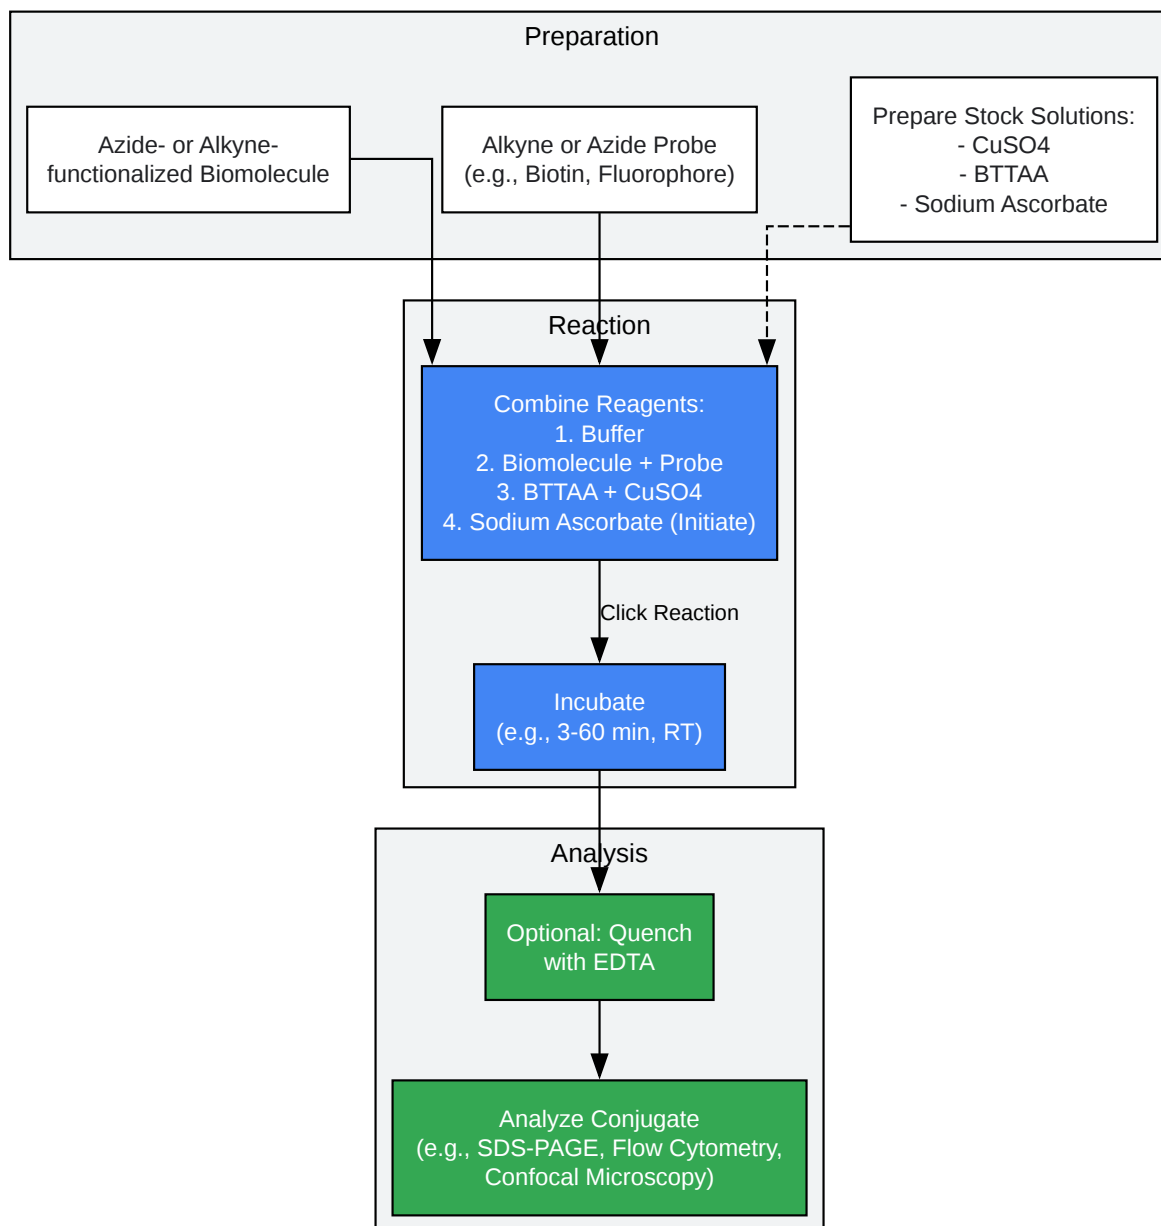 Preparation
Azide- or Alkyne-
functionalized Biomolecule
Alkyne or Azide Probe
(e.g., Biotin, Fluorophore)
Prepare Stock Solutions:
- CuSO4
- BTTAA
- Sodium Ascorbate
Reaction
Combine Reagents:
1. Buffer
2. Biomolecule + Probe
3. BTTAA + CuSO4
4. Sodium Ascorbate (Initiate)
Click Reaction
Incubate
(e.g., 3-60 min, RT)
Analysis
Optional: Quench
with EDTA
Analyze Conjugate
(e.g., SDS-PAGE, Flow Cytometry,
Confocal Microscopy)